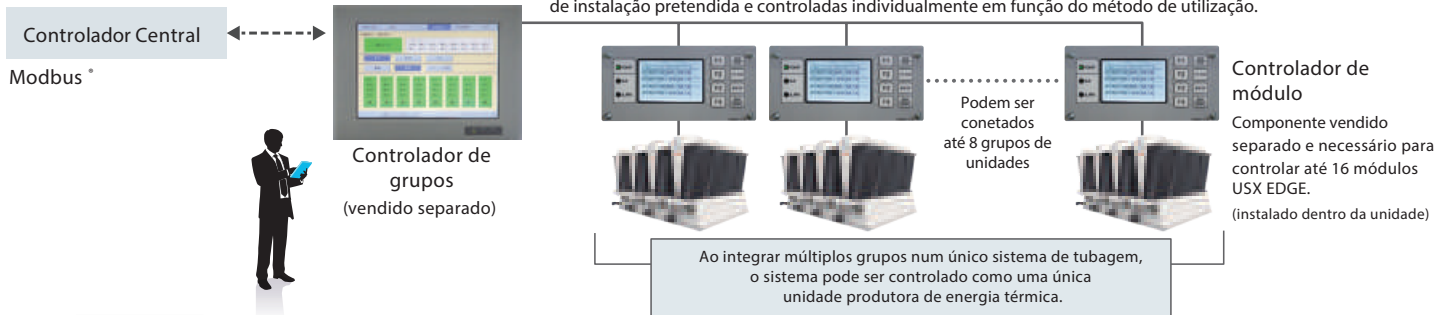 de instalação pretendida e controladas individualmente em função do método de utilização.
Controlador Central
Modbus ®
Controlador de
grupos
(vendido separado)
Podem ser
conetados
até 8 grupos de
unidades
Controlador de
módulo
Componente vendido
separado e necessário para
controlar até 16 módulos
USX EDGE.
(instalado dentro da unidade)
Ao integrar múltiplos grupos num único sistema de tubagem,
o sistema pode ser controlado como uma única
unidade produtora de energia térmica.